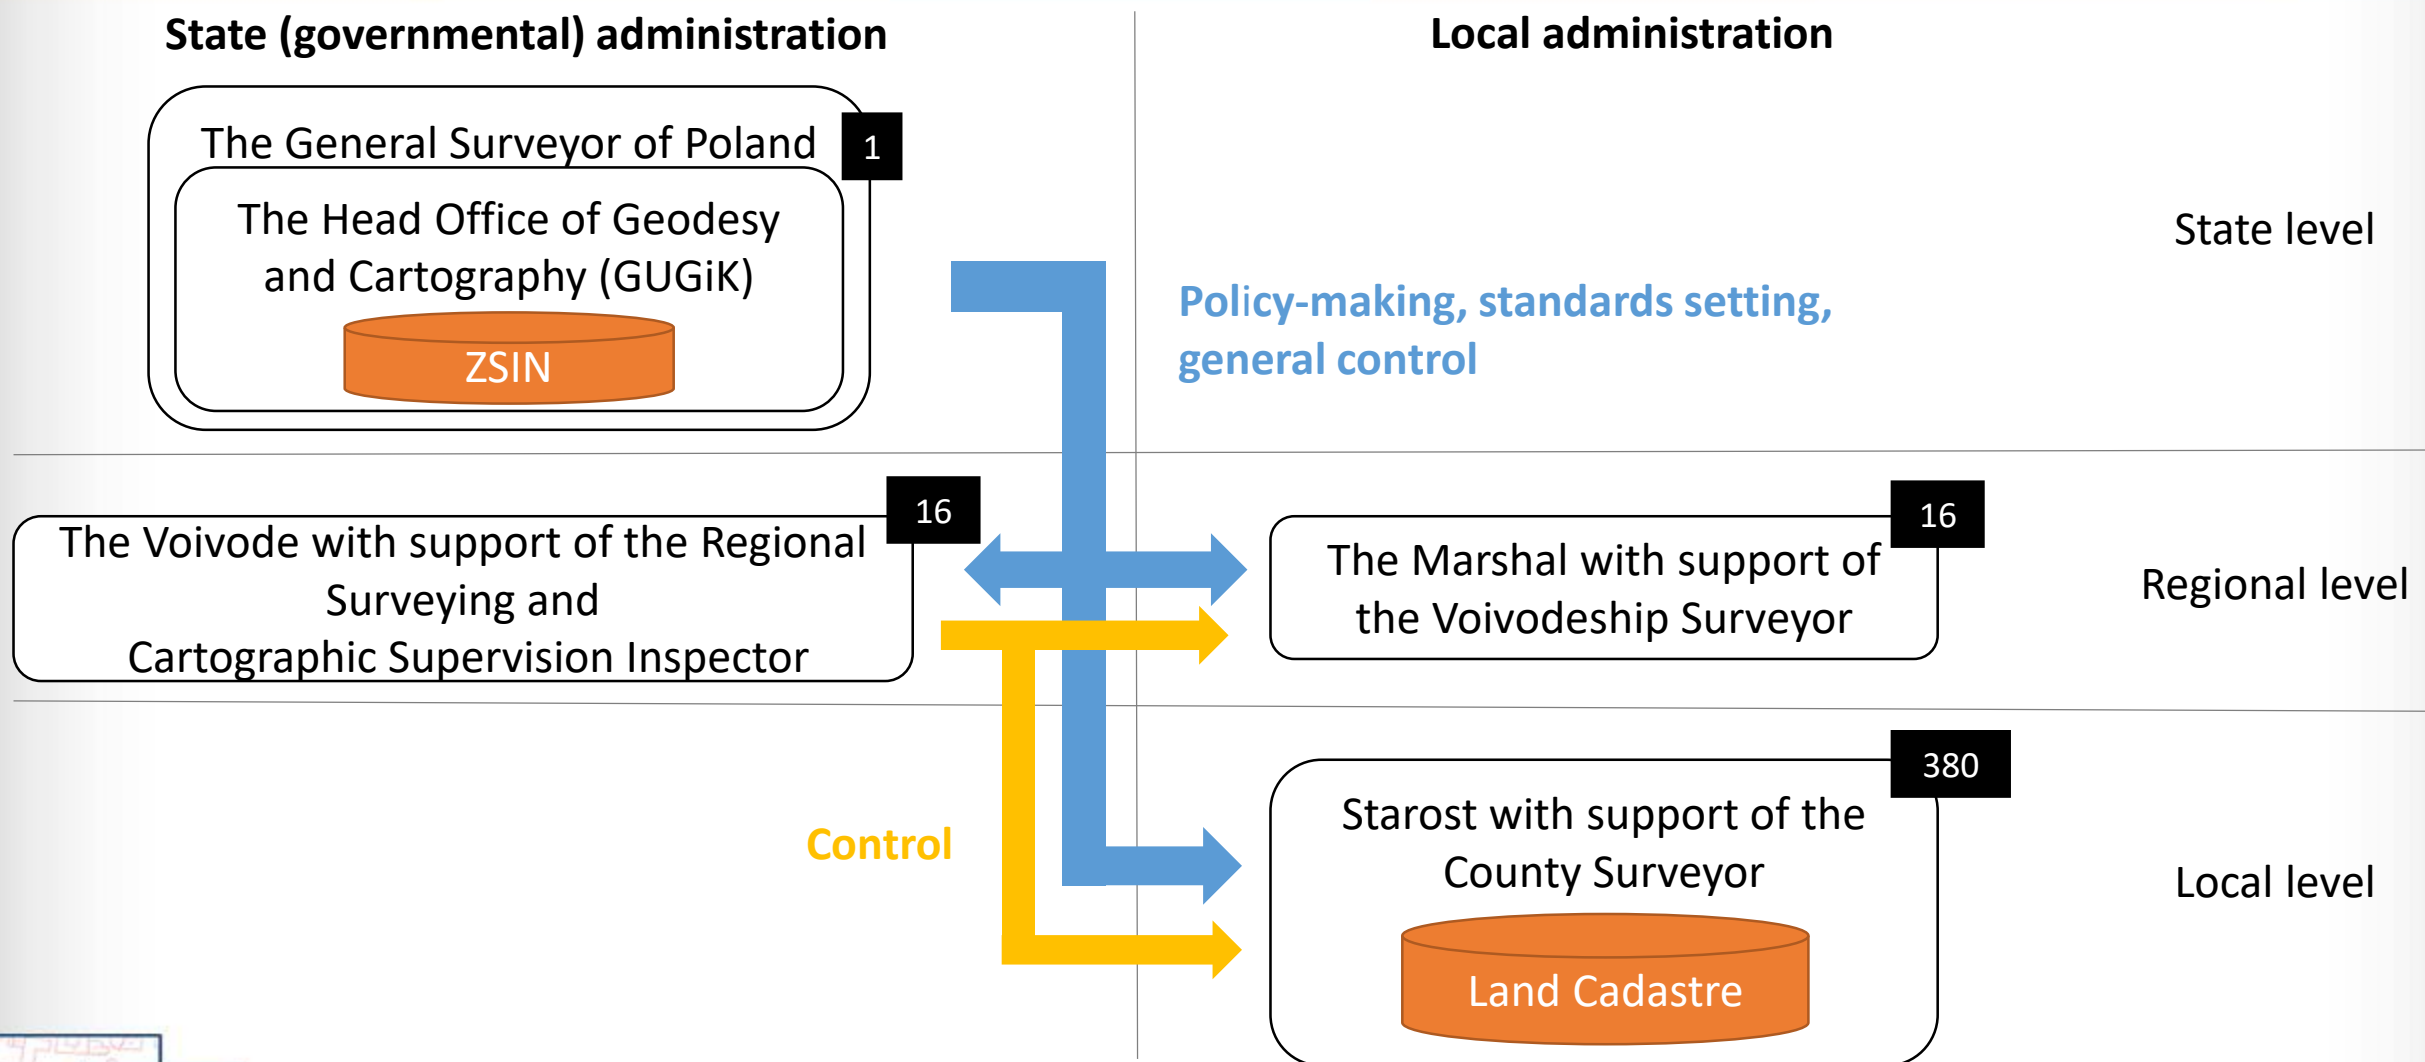 State (governmental) administration
Local administration
The General Surveyor of Poland
1
The Head Office of Geodesy
and Cartography (GUGiK)
ZSIN
State level
Policy-making, standards setting,
general control
16
The Voivode with support of the Regional
Surveying and
Cartographic Supervision Inspector
16
The Marshal with support of
the Voivodeship Surveyor
Regional level
380
Starost with support of the
County Surveyor
Control
Land Cadastre
Local level